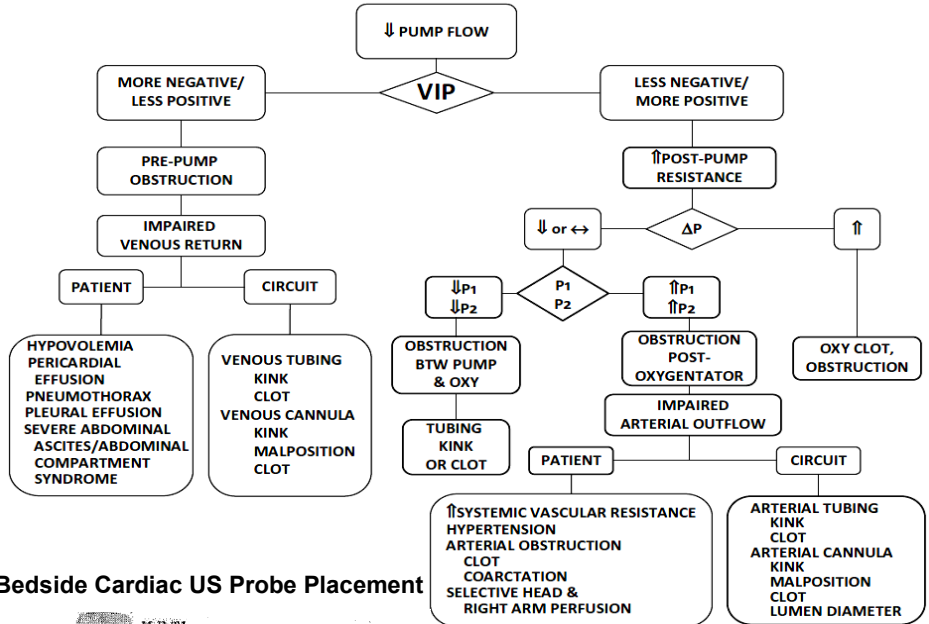 ⇓ PUMP FLOW
VIP
MORE NEGATIVE/
LESS POSITIVE
LESS NEGATIVE/
MORE POSITIVE
PRE-PUMP
OBSTRUCTION
⇑POST-PUMP
RESISTANCE
IMPAIRED
VENOUS RETURN
⇓ or ↔
ΔP
⇑
PATIENT
CIRCUIT
⇓P1
⇓P2
P1
P2
⇑P1
⇑P2
HYPOVOLEMIA
PERICARDIAL
EFFUSION
PNEUMOTHORAX
PLEURAL EFFUSION
SEVERE ABDOMINAL
ASCITES/ABDOMINAL
COMPARTMENT
SYNDROME
VENOUS TUBING
KINK
CLOT
VENOUS CANNULA
KINK
MALPOSITION
CLOT
OBSTRUCTION
BTW PUMP
& OXY
OBSTRUCTION
POST-
OXYGENTATOR
OXY CLOT,
OBSTRUCTION
TUBING
KINK
OR CLOT
IMPAIRED
ARTERIAL OUTFLOW
PATIENT
CIRCUIT
⇑SYSTEMIC VASCULAR RESISTANCE
HYPERTENSION
ARTERIAL OBSTRUCTION
CLOT
COARCTATION
SELECTIVE HEAD &
RIGHT ARM PERFUSION
ARTERIAL TUBING
KINK
CLOT
ARTERIAL CANNULA
KINK
MALPOSITION
CLOT
LUMEN DIAMETER
Bedside Cardiac US Probe Placement